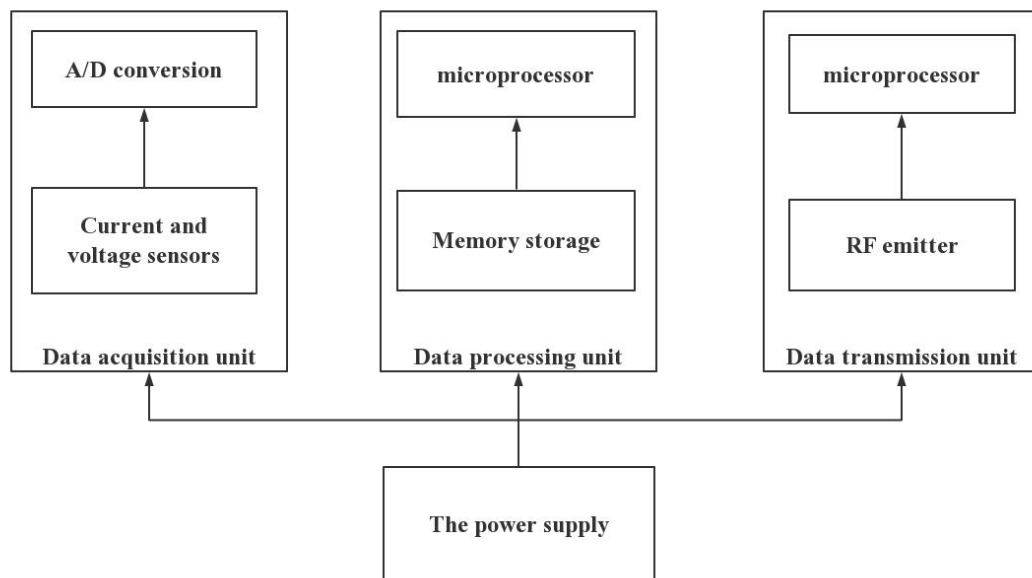 A/D conversion
Current and
voltage sensors
Data acquisition unit
microprocessor
Memory storage
Data processing unit
microprocessor
RF emitter
Data transmission unit
The power supply